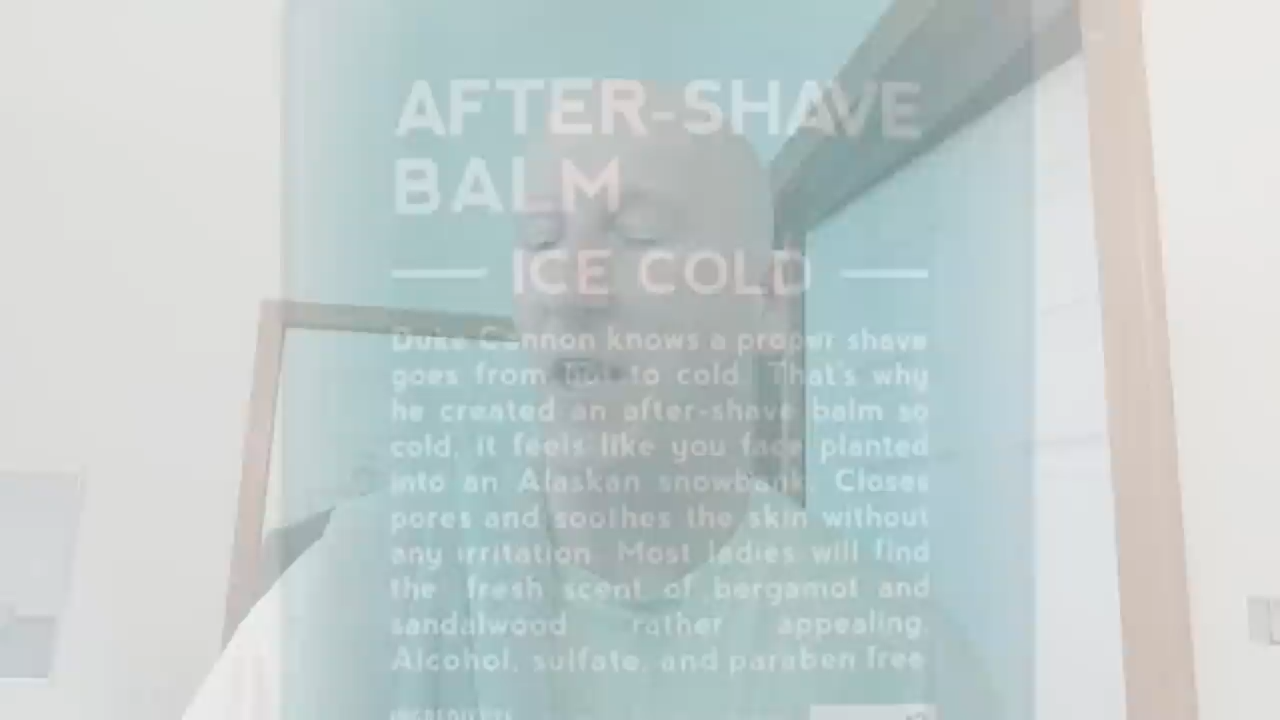 AFTER-SHAVE
BALM
ICE COLD
Duke Cannon knows a proper shave
goes from hot to cold. That's why
he created an after-shave balm so
cold, it feels like you face planted
into an Alaskan snowbank. Closes
pores and soothes the skin without
any irritation. Most ladies will find
the fresh scent of bergamot and
sandalwood rather appealing.
Alcohol, sulfate, and paraben free
INGREDIENTS